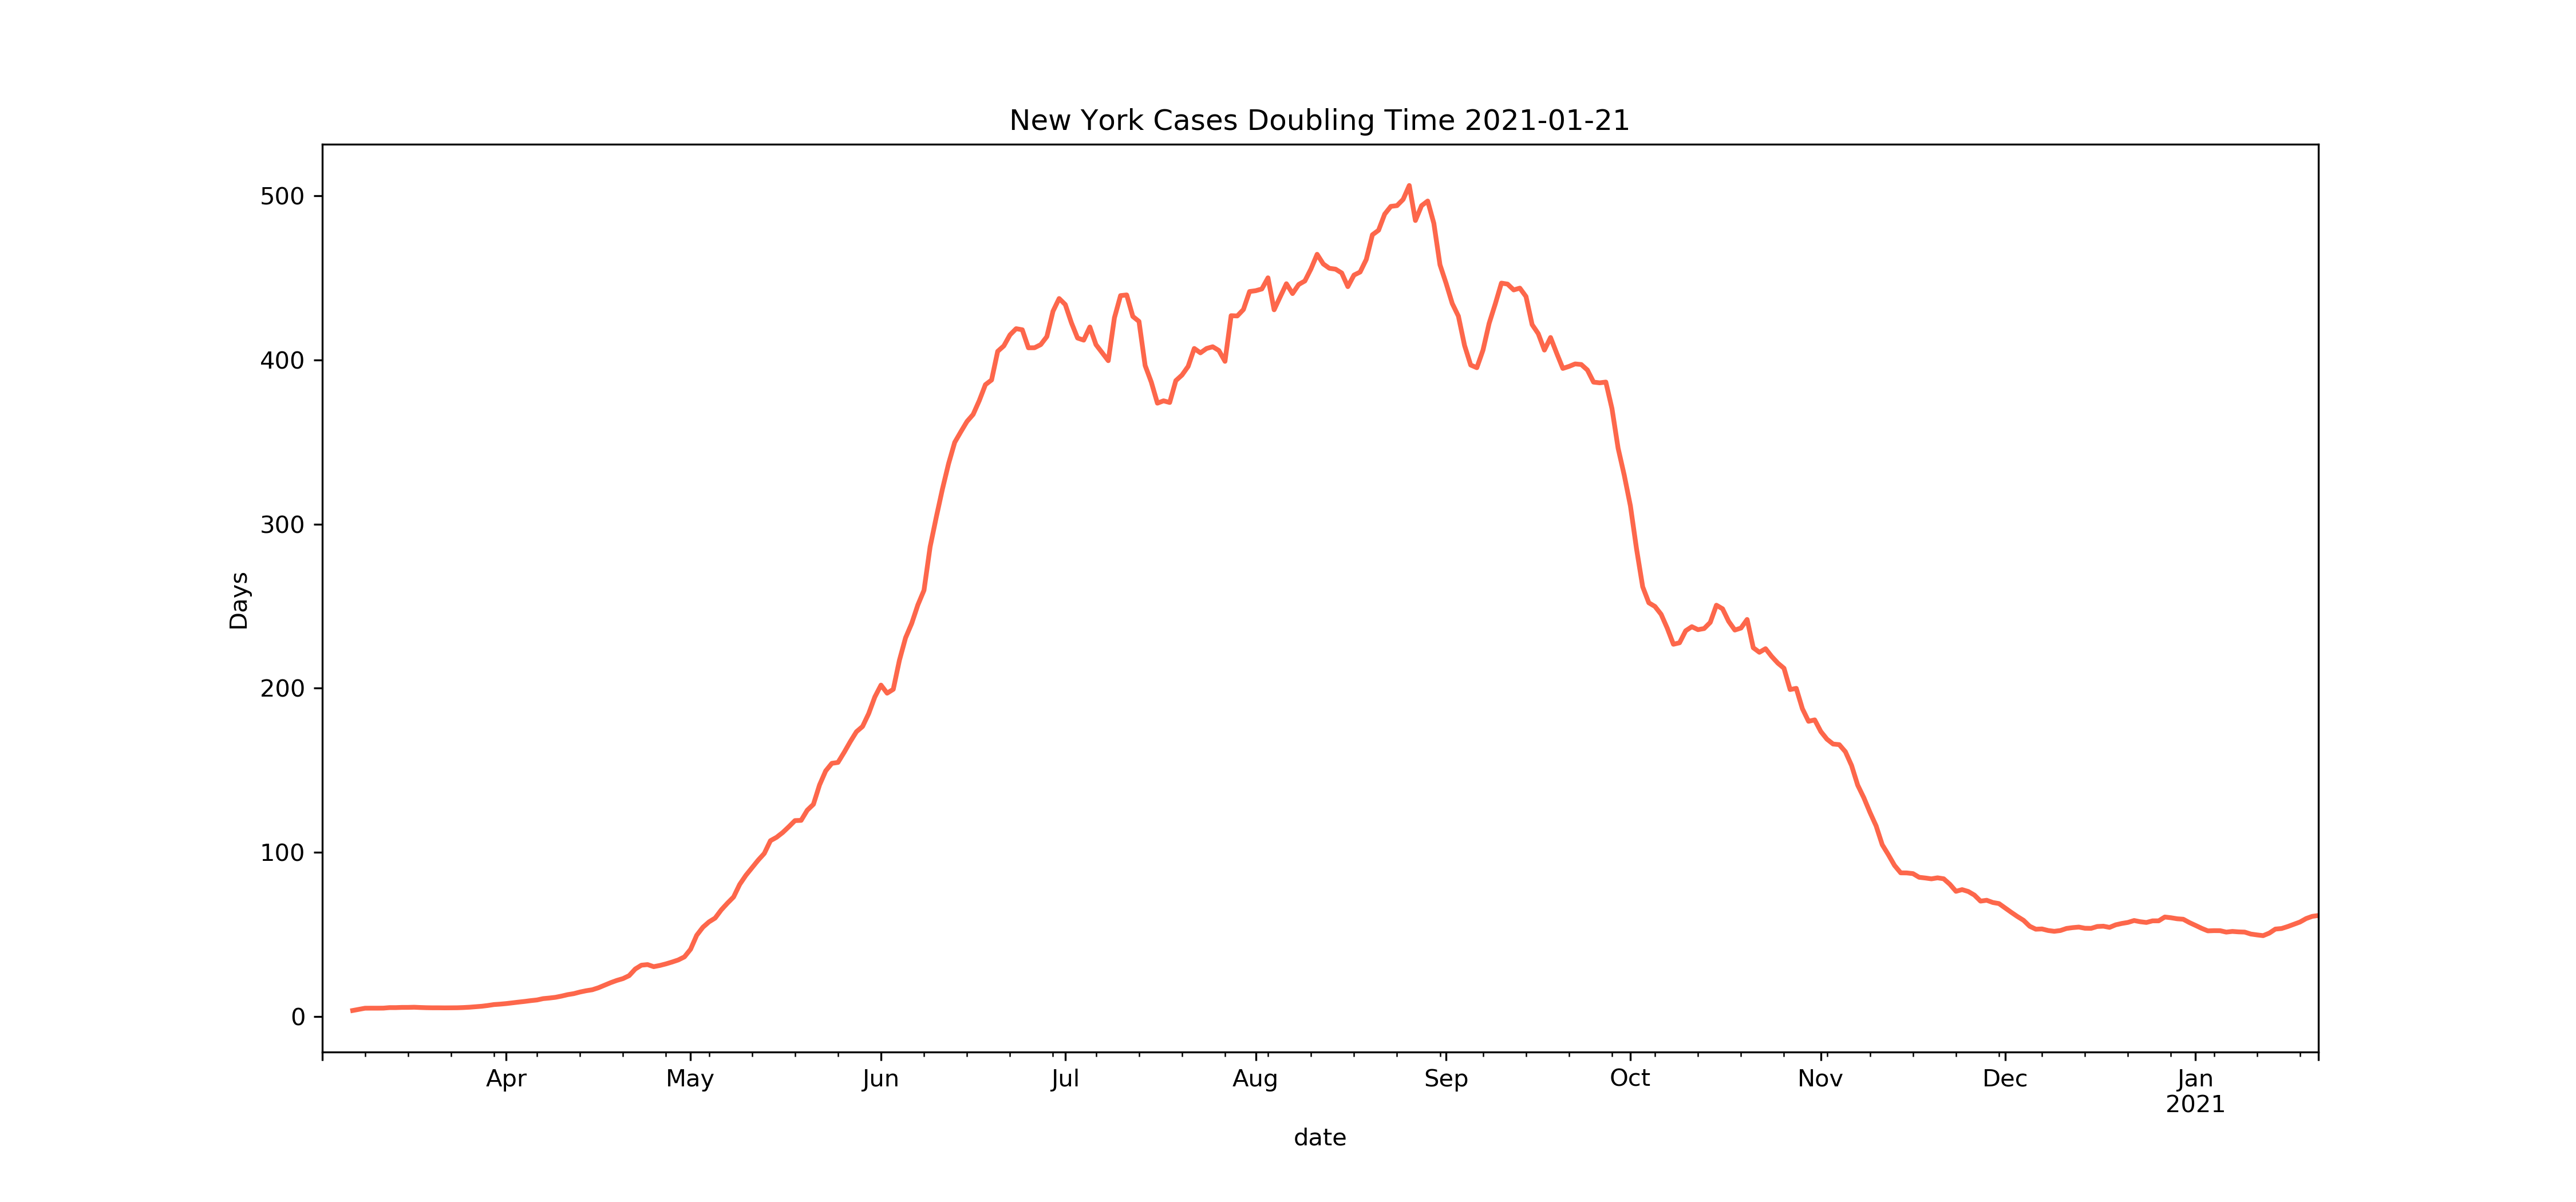 New York Cases Doubling Time 2021-01-21
500
400
300
200
100
0
Days
Apr May Jun Jul Aug Sep Oct Nov Dec Jan
2021
date